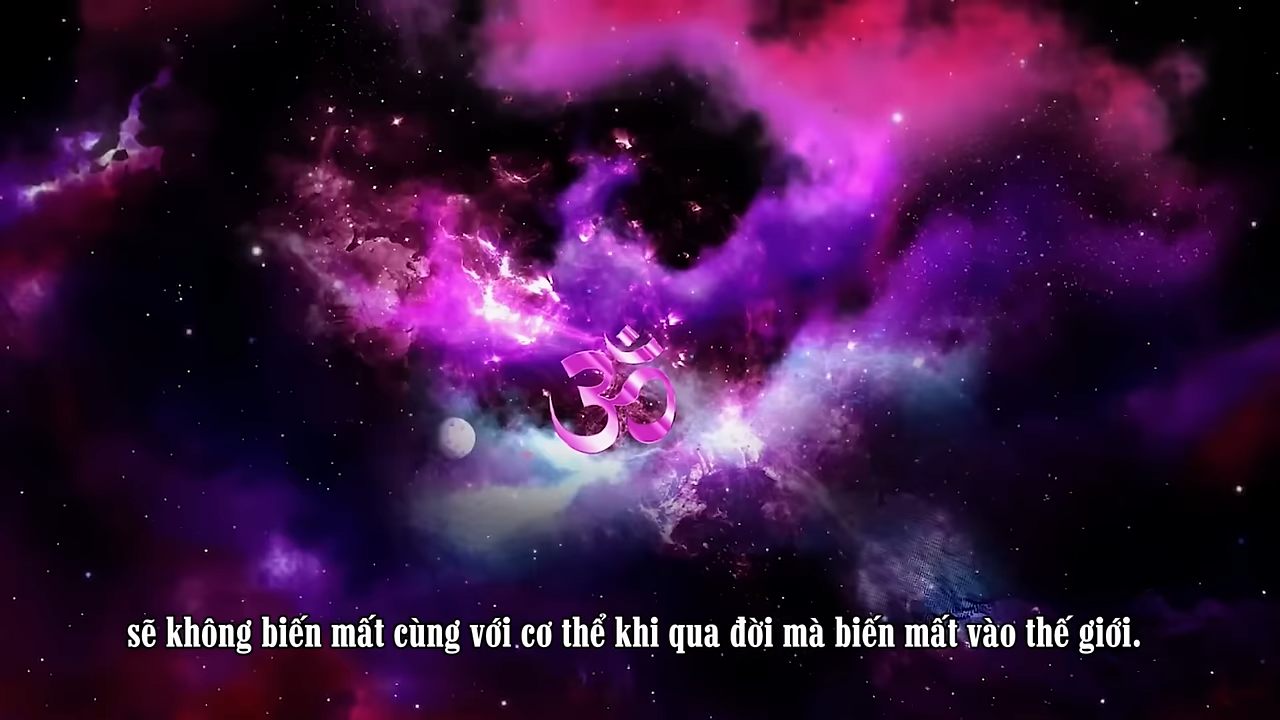 ॐ
sẽ không biến mất cùng với cơ thể khi qua đời mà biến mất vào thế giới.